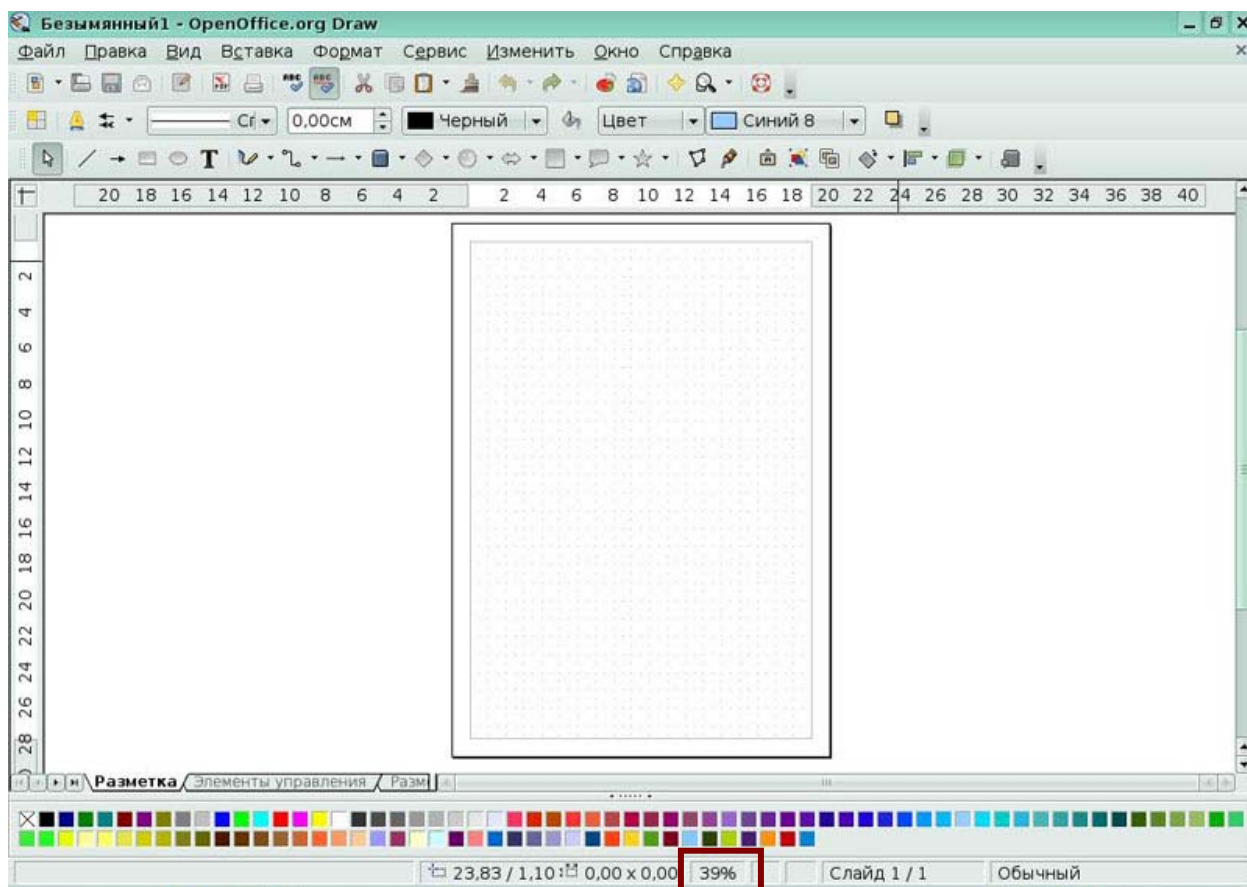 Безымянный1 - OpenOffice.org Draw
Файл Правка Вид Вставка Формат Сервис Изменить Окно Справка
0,00см Черный Цвет Синий 8
T
20 18 16 14 12 10 8 6 4 2 2 4 6 8 10 12 14 16 18 20 22 24 26 28 30 32 34 36 38 40
2
4
6
8
10
12
14
16
18
20
22
24
26
28
Разметка Элементы управления Разм
23,83 / 1,10 0,00 x 0,00 39% Слайд 1 / 1 Обычный